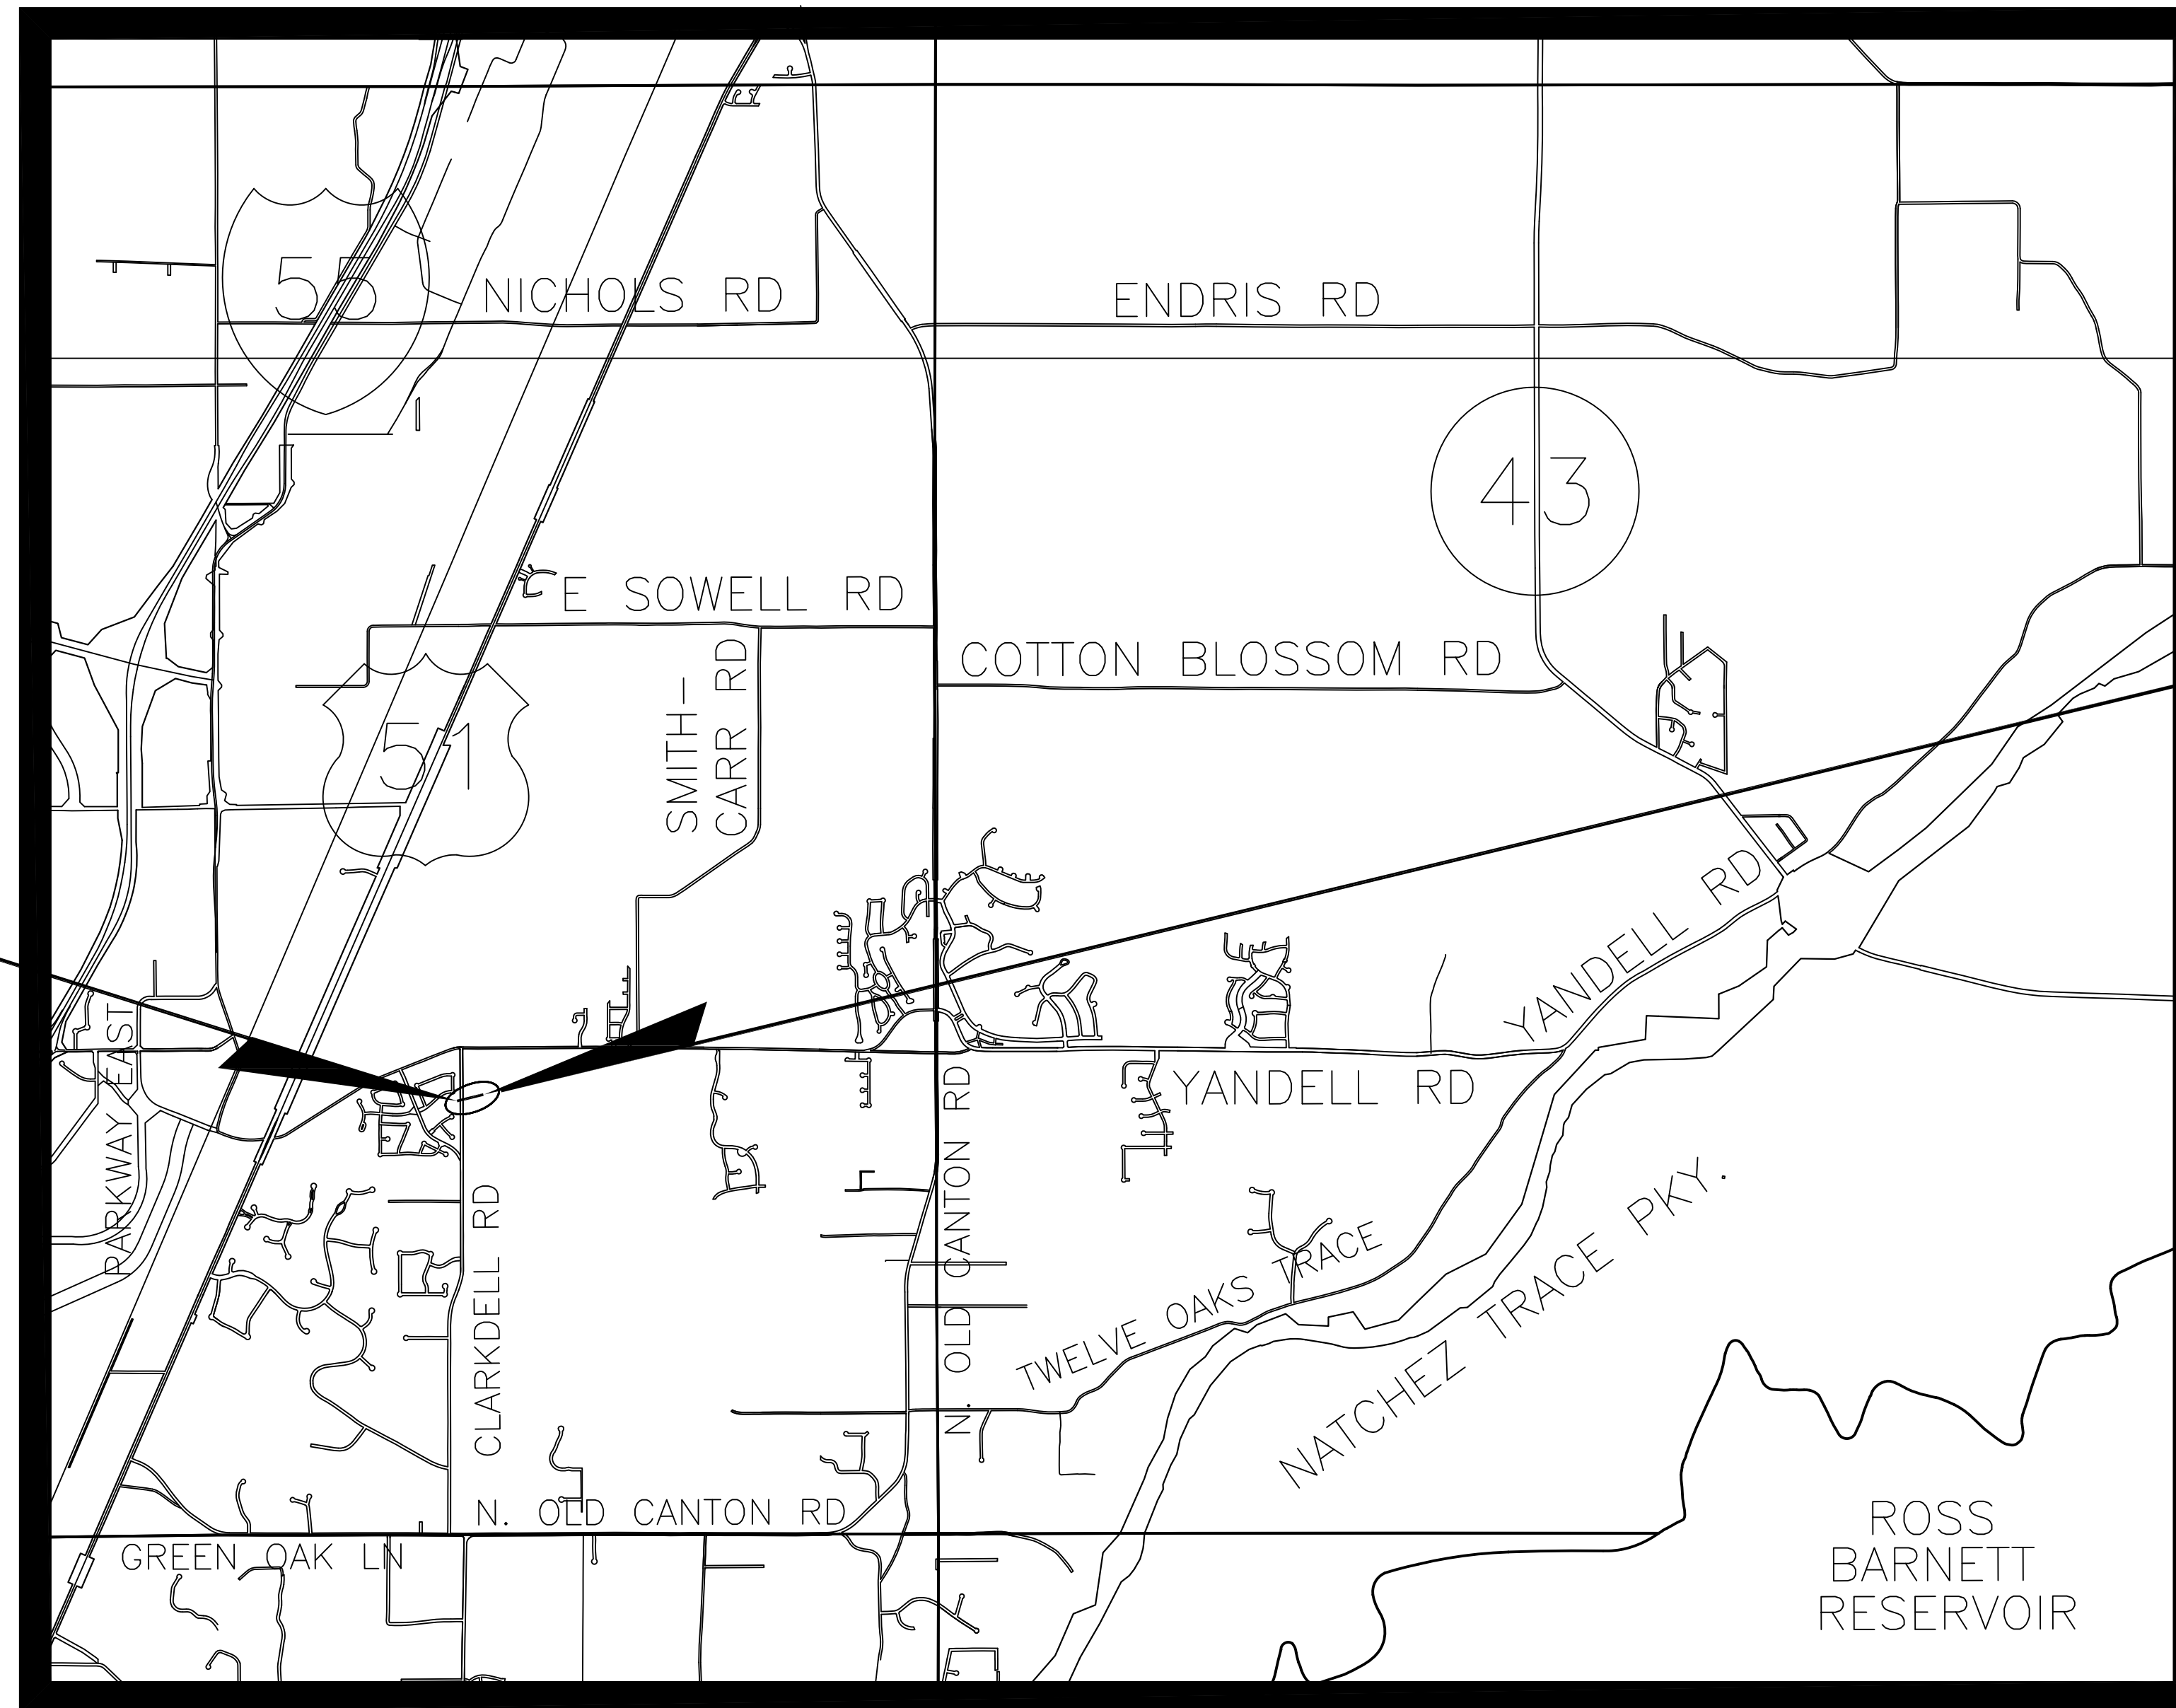 55
NICHOLS RD
ENDRIS RD
43
E SOWELL RD
COTTON BLOSSOM RD
SMITH-
CARR RD
51
YANDELL RD
PARKWAY EAST
YANDELL RD
N. OLD CANTON RD
CLARKDELL RD
TWELVE OAKS TRACE
NATCHEZ TRACE PKY.
N. OLD CANTON RD
GREEN OAK LN
ROSS
BARNETT
RESERVOIR